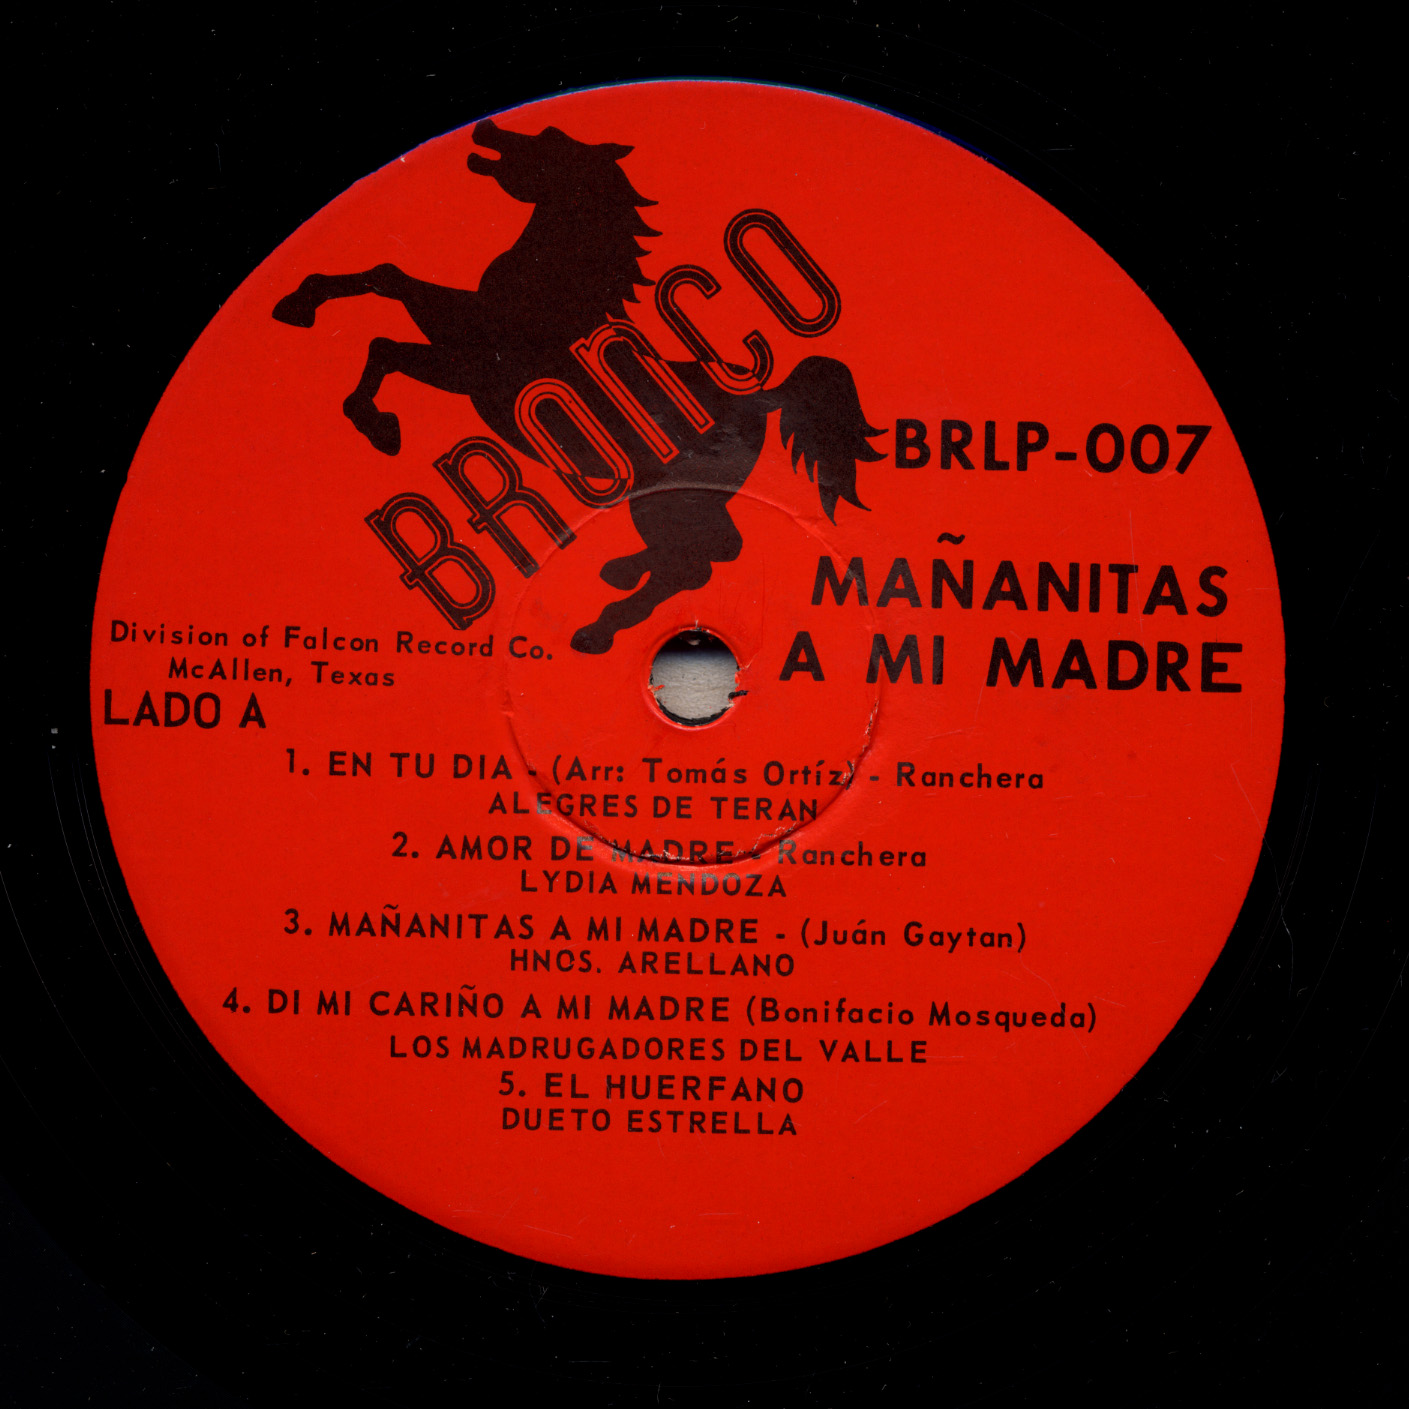 BRONCO
BRLP-007
MAÑANITAS
A MI MADRE
Division of Falcon Record Co.
McAllen, Texas
LADO A
1. EN TU DIA - (Arr: Tomás Ortíz) - Ranchera
ALEGRES DE TERAN
2. AMOR DE MADRE - Ranchera
LYDIA MENDOZA
3. MAÑANITAS A MI MADRE - (Juán Gaytan)
HNOS. ARELLANO
4. DI MI CARIÑO A MI MADRE (Bonifacio Mosqueda)
LOS MADRUGADORES DEL VALLE
5. EL HUERFANO
DUETO ESTRELLA